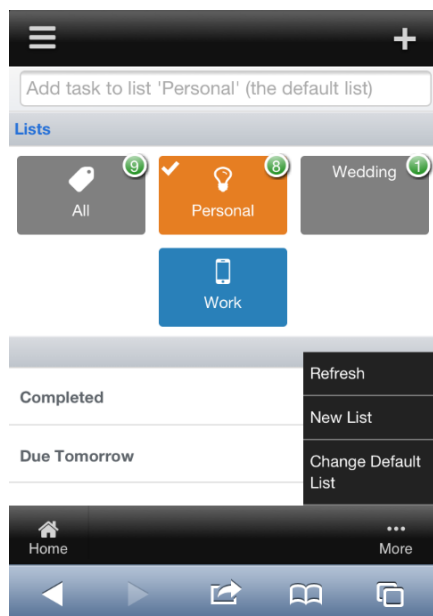 Add task to list 'Personal' (the default list)
Lists
9
All
8
Personal
Wedding
1
Work
Refresh
Completed
New List
Due Tomorrow
Change Default
List
Home
More